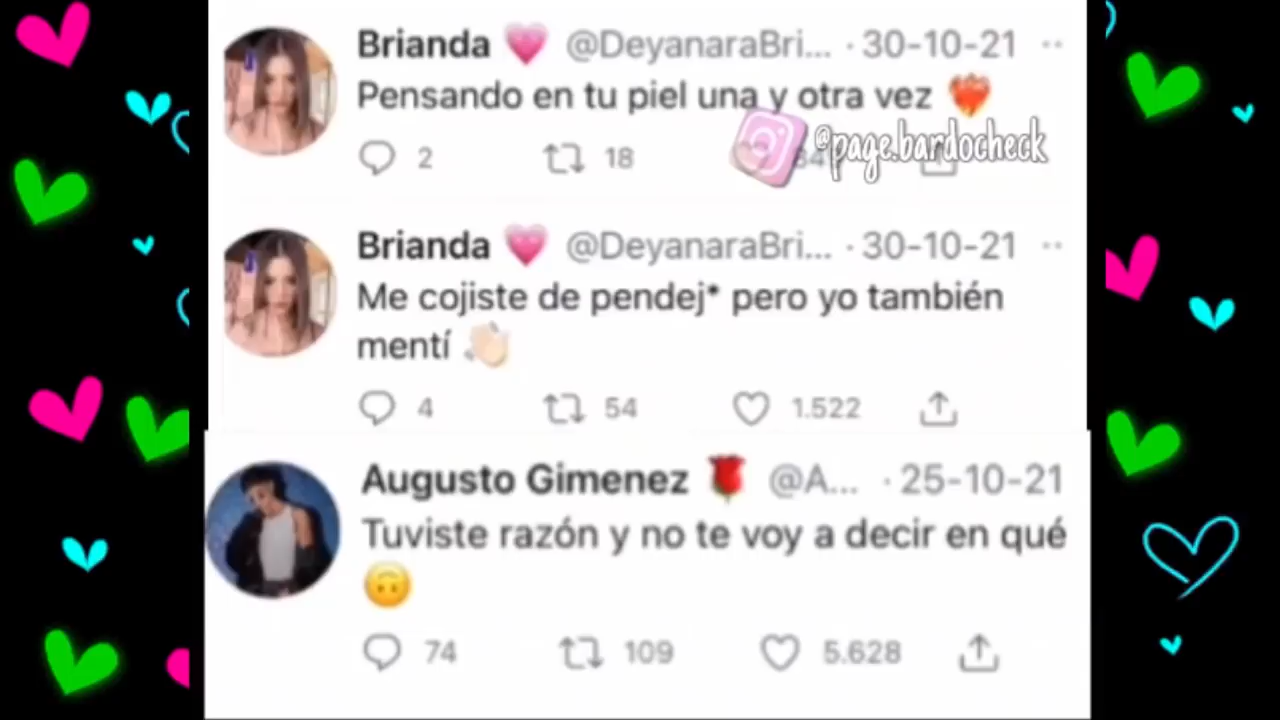 Brianda 💗 @DeyanaraBri... · 30-10-21 ··
Pensando en tu piel una y otra vez ❤️‍🔥
2 18
@page.bardocheck
Brianda 💗 @DeyanaraBri... · 30-10-21 ··
Me cojiste de pendej* pero yo también
mentí 👏🏻
4 54 1.522
Augusto Gimenez 🌹 @A... · 25-10-21
Tuviste razón y no te voy a decir en qué
🙃
74 109 5.628